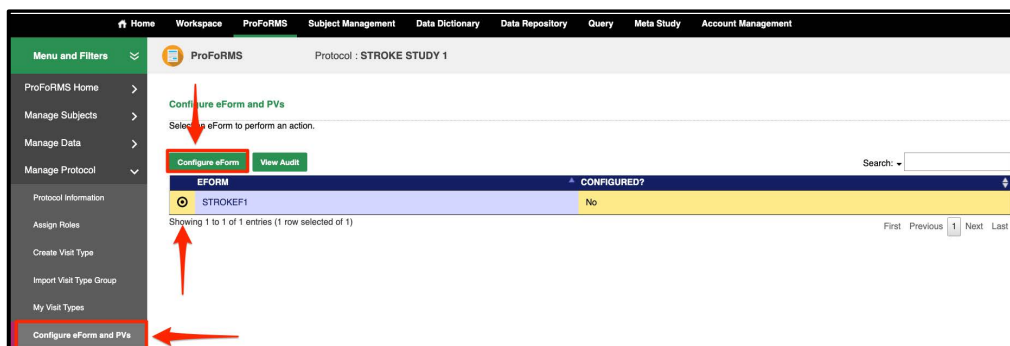 Home Workspace ProFoRMS Subject Management Data Dictionary Data Repository Query Meta Study Account Management
Menu and Filters
ProFoRMS Protocol : STROKE STUDY 1
ProFoRMS Home
Manage Subjects
Manage Data
Manage Protocol
Protocol Information
Assign Roles
Create Visit Type
Import Visit Type Group
My Visit Types
Configure eForm and PVs
Configure eForm and PVs
Select an eForm to perform an action.
Configure eForm View Audit Search:
EFORM CONFIGURED?
STROKEF1 No
Showing 1 to 1 of 1 entries (1 row selected of 1) First Previous 1 Next Last